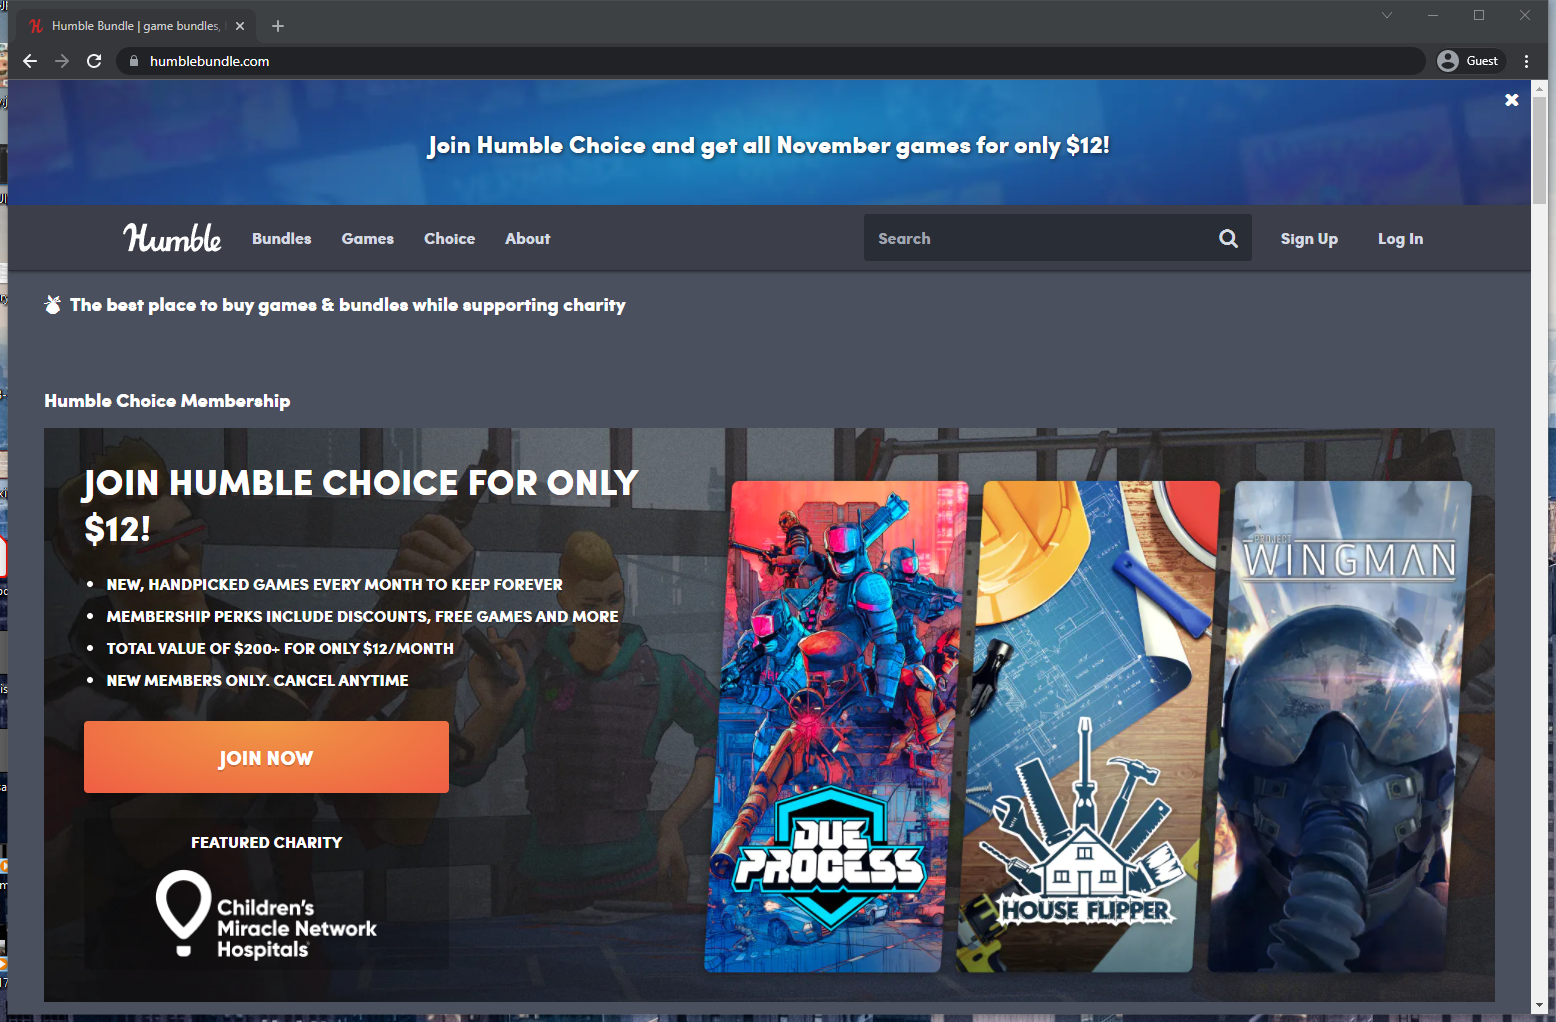 Humble Bundle | game bundles,
humblebundle.com
Guest
Join Humble Choice and get all November games for only $12!
Humble
Bundles
Games
Choice
About
Search
Sign Up
Log In
The best place to buy games & bundles while supporting charity
Humble Choice Membership
JOIN HUMBLE CHOICE FOR ONLY
$12!
• NEW, HANDPICKED GAMES EVERY MONTH TO KEEP FOREVER
• MEMBERSHIP PERKS INCLUDE DISCOUNTS, FREE GAMES AND MORE
• TOTAL VALUE OF $200+ FOR ONLY $12/MONTH
• NEW MEMBERS ONLY. CANCEL ANYTIME
JOIN NOW
FEATURED CHARITY
Children's
Miracle Network
Hospitals
DUE
PROCESS
HOUSE FLIPPER
PROJECT
WINGMAN